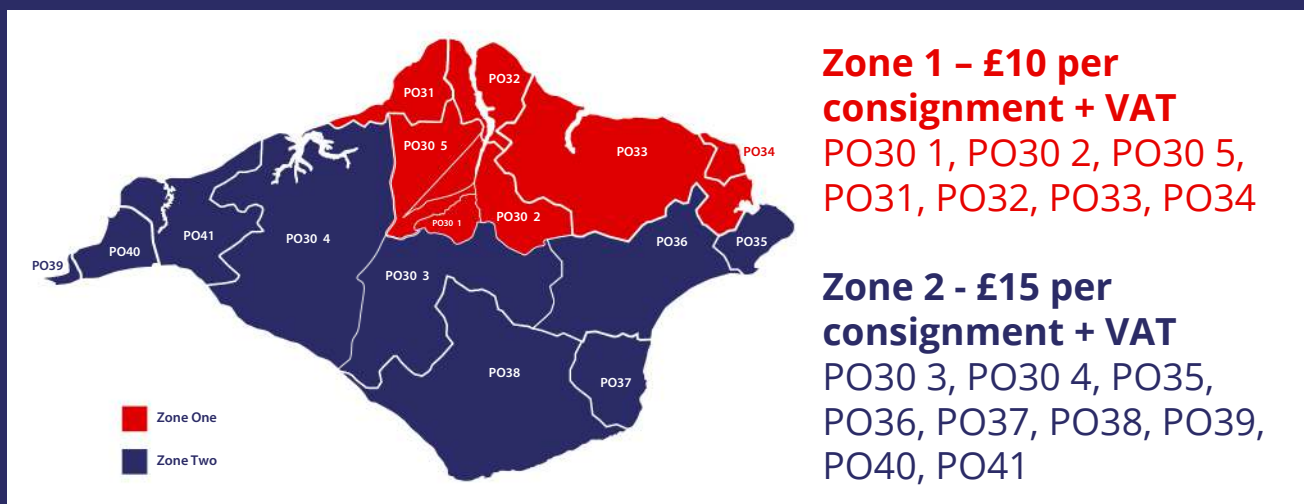 PO31
PO32
PO30 5
PO33
PO34
PO30 1
PO30 2
PO41
PO30 4
PO36
PO35
PO40
PO39
PO30 3
PO38
PO37
Zone One
Zone Two
Zone 1 – £10 per
consignment + VAT
PO30 1, PO30 2, PO30 5,
PO31, PO32, PO33, PO34
Zone 2 - £15 per
consignment + VAT
PO30 3, PO30 4, PO35,
PO36, PO37, PO38, PO39,
PO40, PO41